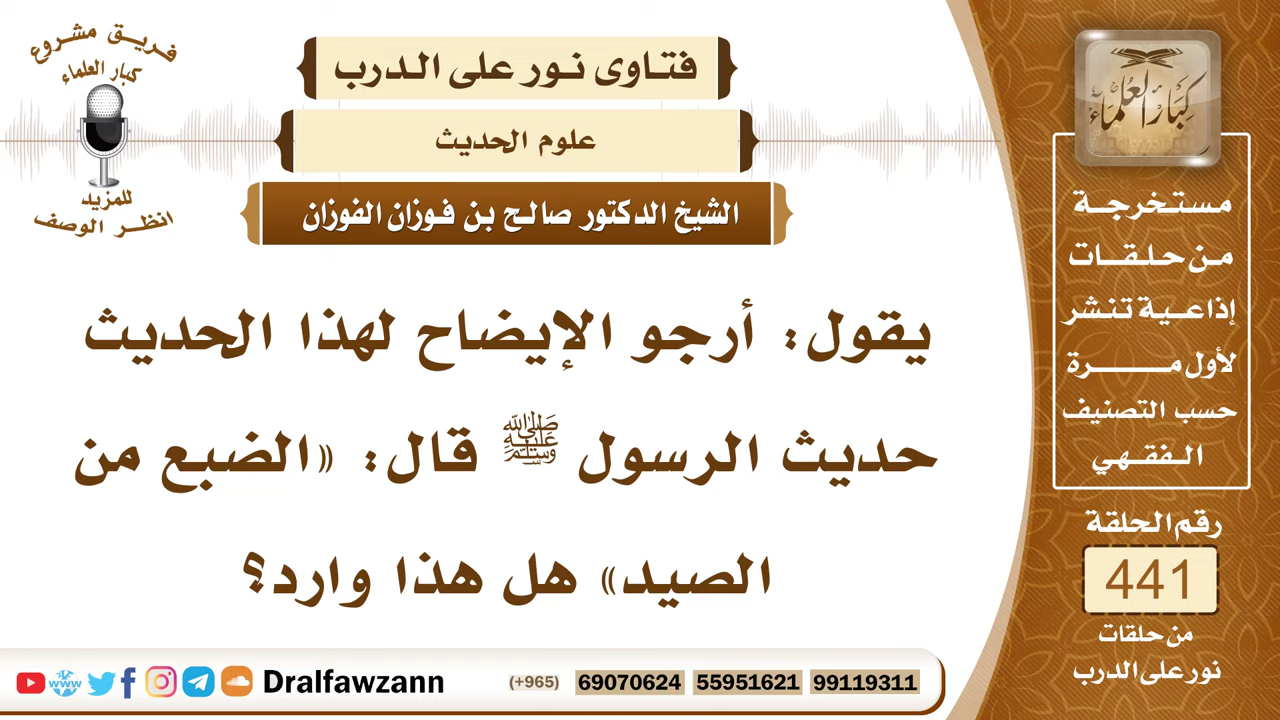 فريق مشروع
كبار العلماء
للمزيد
انظر الوصف
فتاوى نور على الدرب
علوم الحديث
الشيخ الدكتور صالح بن فوزان الفوزان
يقول: أرجو الإيضاح لهذا الحديث
حديث الرسول ﷺ قال: «الضبع من
الصيد» هل هذا وارد؟
كبار العلماء
مستخرجة
من حلقات
إذاعية تنشر
لأول مرة
حسب التصنيف
الفقهي
رقم الحلقة
441
من حلقات
نور على الدرب
www
Dralfawzann (+965) 69070624 55951621 99119311